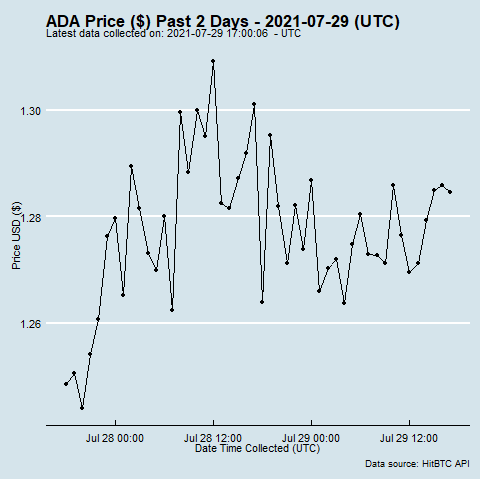 ADA Price ($) Past 2 Days - 2021-07-29 (UTC)
Latest data collected on: 2021-07-29 17:00:06 - UTC
1.30
1.28
1.26
Price USD ($)
Jul 28 00:00 Jul 28 12:00 Jul 29 00:00 Jul 29 12:00
Date Time Collected (UTC)
Data source: HitBTC API